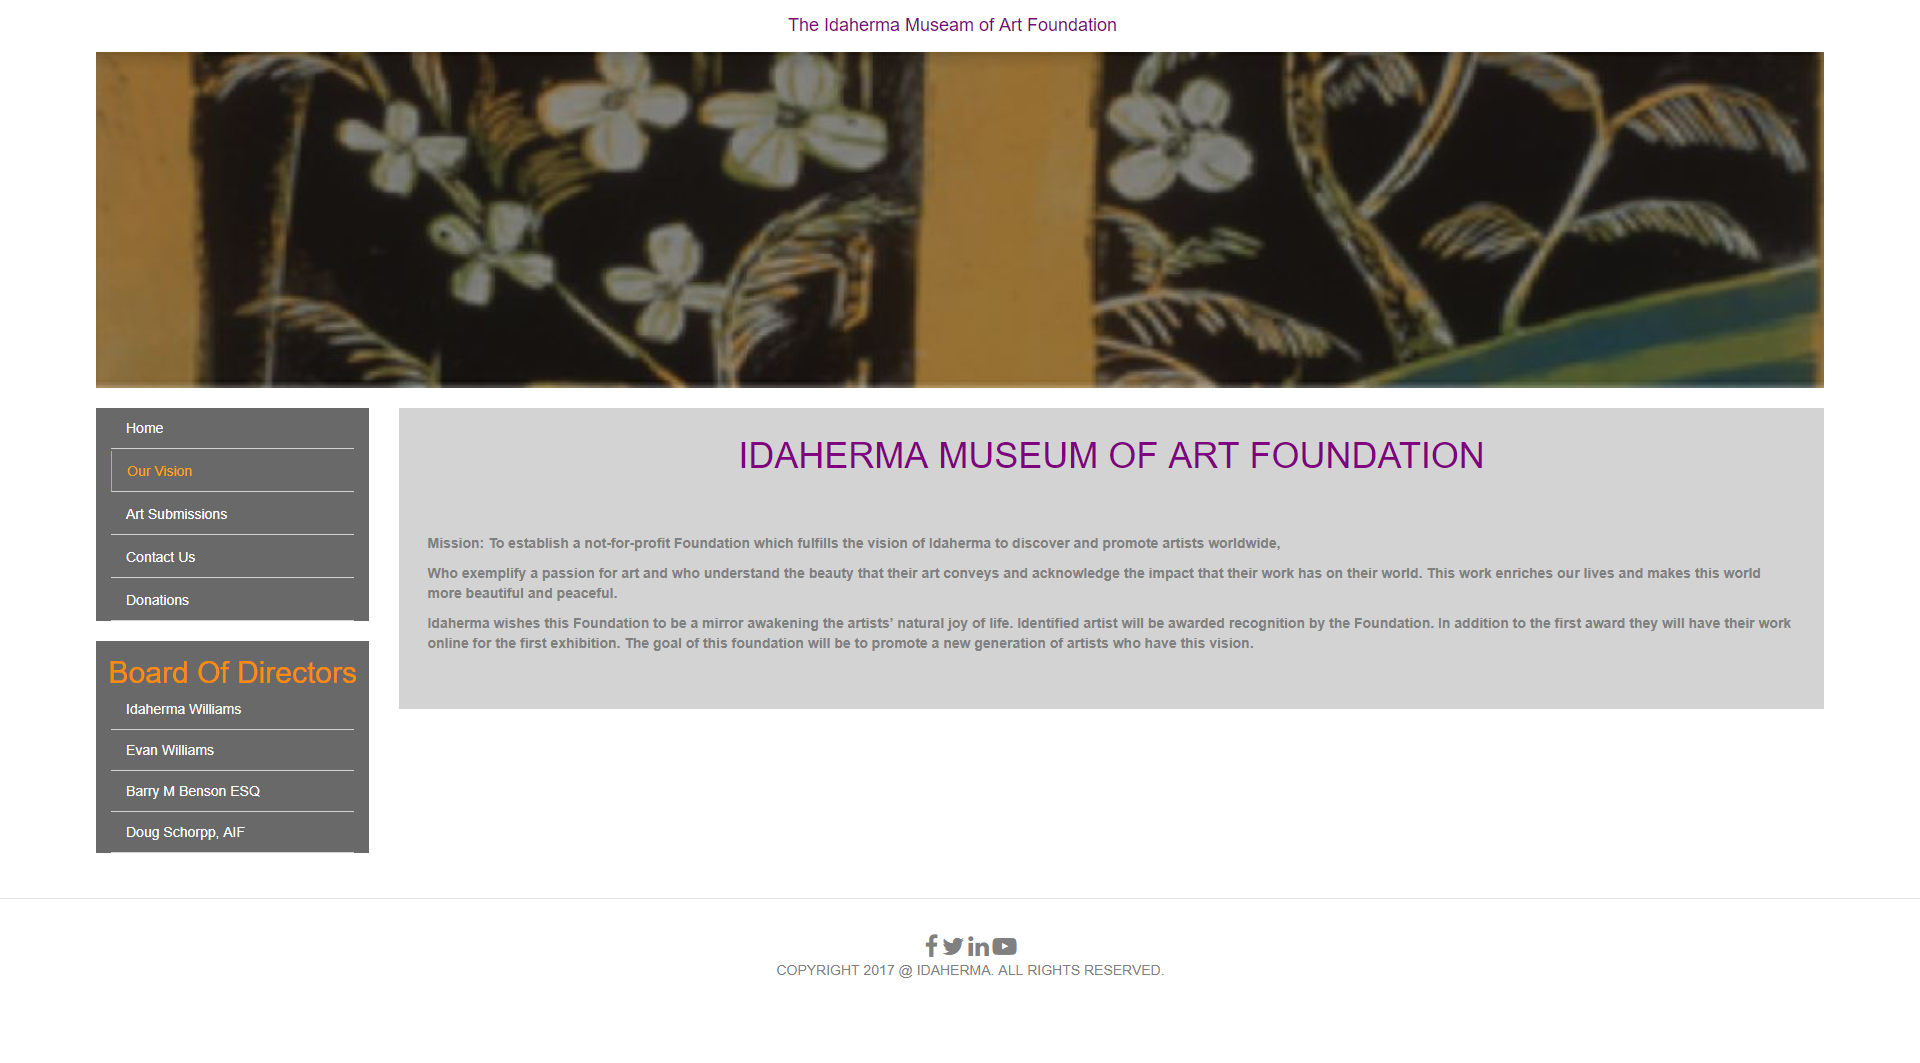 The Idaherma Museam of Art Foundation
Home
Our Vision
Art Submissions
Contact Us
Donations
Board Of Directors
Idaherma Williams
Evan Williams
Barry M Benson ESQ
Doug Schorpp, AIF
IDAHERMA MUSEUM OF ART FOUNDATION
Mission: To establish a not-for-profit Foundation which fulfills the vision of Idaherma to discover and promote artists worldwide,
Who exemplify a passion for art and who understand the beauty that their art conveys and acknowledge the impact that their work has on their world. This work enriches our lives and makes this world
more beautiful and peaceful.
Idaherma wishes this Foundation to be a mirror awakening the artists’ natural joy of life. Identified artist will be awarded recognition by the Foundation. In addition to the first award they will have their work
online for the first exhibition. The goal of this foundation will be to promote a new generation of artists who have this vision.
COPYRIGHT 2017 @ IDAHERMA. ALL RIGHTS RESERVED.